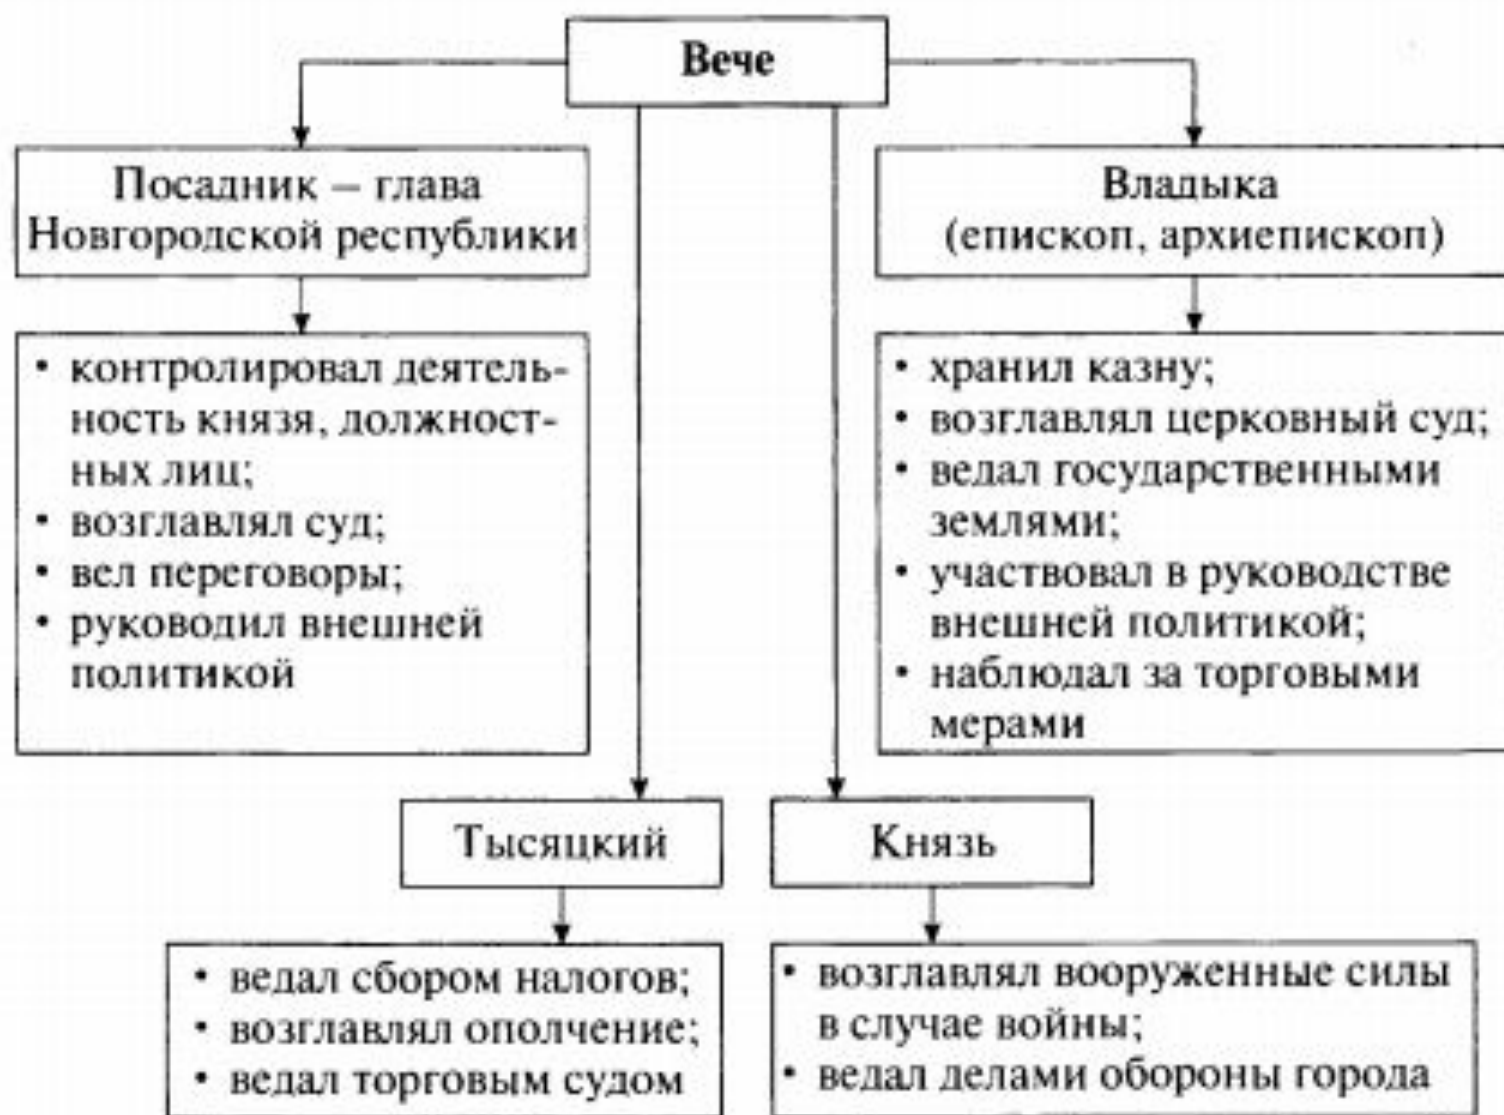 Вече
Посадник – глава
Новгородской республики
Владыка
(епископ, архиепископ)
• контролировал деятель-
ность князя, должност-
ных лиц;
• возглавлял суд;
• вел переговоры;
• руководил внешней
политикой
• хранил казну;
• возглавлял церковный суд;
• ведал государственными
землями;
• участвовал в руководстве
внешней политикой;
• наблюдал за торговыми
мерами
Тысяцкий
Князь
• ведал сбором налогов;
• возглавлял ополчение;
• ведал торговым судом
• возглавлял вооруженные силы
в случае войны;
• ведал делами обороны города